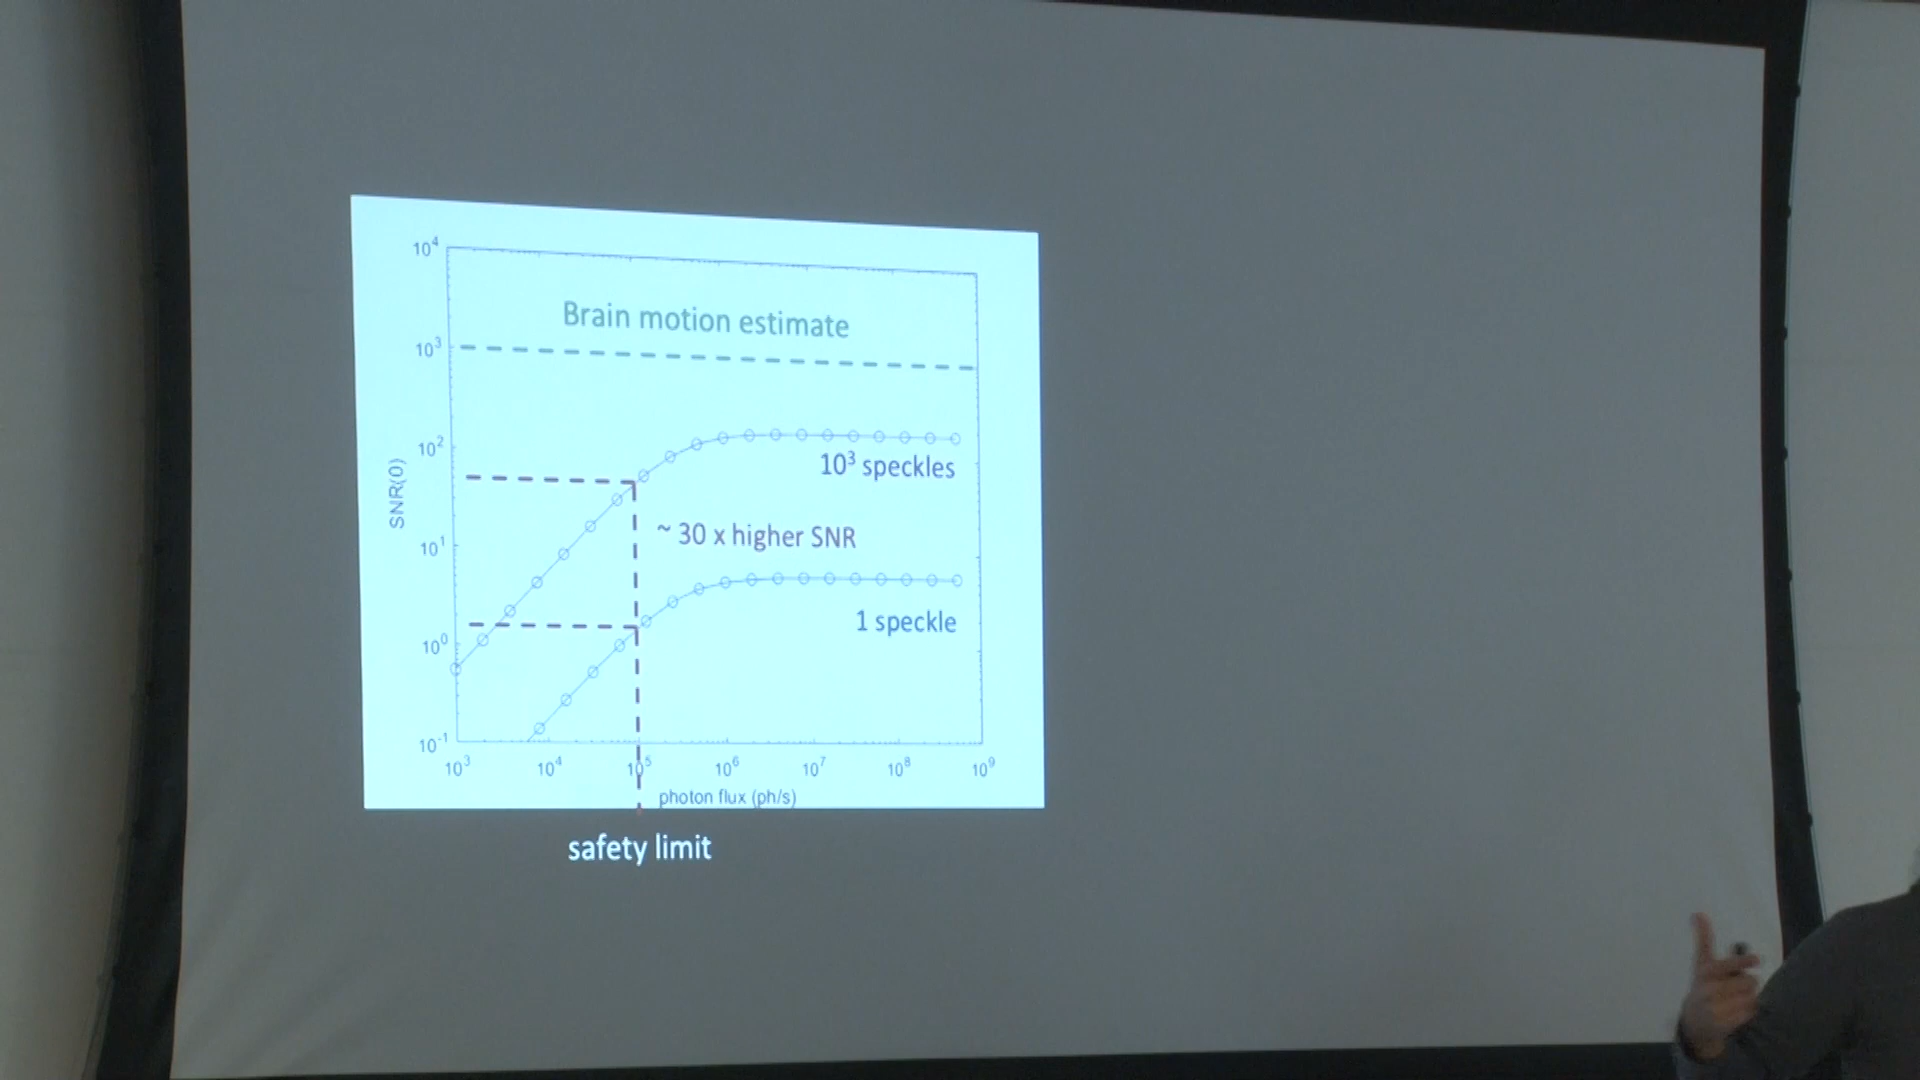 10⁴
Brain motion estimate
10³
10²
10³ speckles
SNR(0)
~ 30 x higher SNR
10¹
1 speckle
10⁰
10⁻¹
10³ 10⁴ 10⁵ 10⁶ 10⁷ 10⁸ 10⁹
photon flux (ph/s)
safety limit